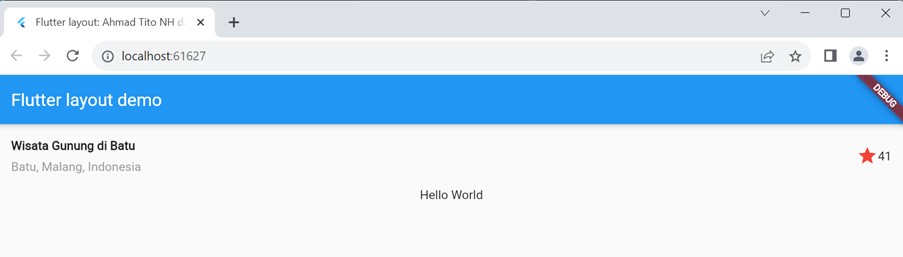 Flutter layout: Ahmad Tito NH d
localhost:61627
Flutter layout demo
DEBUG
Wisata Gunung di Batu
Batu, Malang, Indonesia
41
Hello World